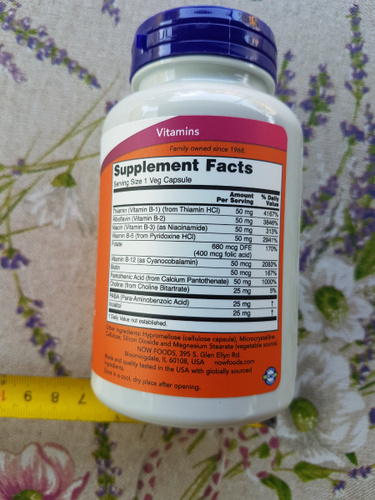 Vitamins
Family owned since 1968.
Supplement Facts
Serving Size 1 Veg Capsule
Amount Per Serving % Daily Value
Thiamin (Vitamin B-1) (from Thiamin HCl) 50 mg 4167%
Riboflavin (Vitamin B-2) 50 mg 3846%
Niacin (Vitamin B-3) (as Niacinamide) 50 mg 313%
Vitamin B-6 (from Pyridoxine HCl) 50 mg 2941%
Folate 680 mcg DFE 170%
(400 mcg folic acid)
Vitamin B-12 (as Cyanocobalamin) 50 mcg 2083%
Biotin 50 mcg 167%
Pantothenic Acid (from Calcium Pantothenate) 50 mg 1000%
Choline (from Choline Bitartrate) 25 mg 5%
PABA (Para-Aminobenzoic Acid) 25 mg †
Inositol 25 mg †
† Daily Value not established.
Other ingredients: Hypromellose (cellulose capsule), Microcrystalline
Cellulose, Silicon Dioxide and Magnesium Stearate (vegetable source).
NOW FOODS, 395 S. Glen Ellyn Rd.
Bloomingdale, IL 60108, USA nowfoods.com
and quality tested in the USA with globally sourced
ingredients.
Store in a cool, dry place after opening.
1 9 8 7